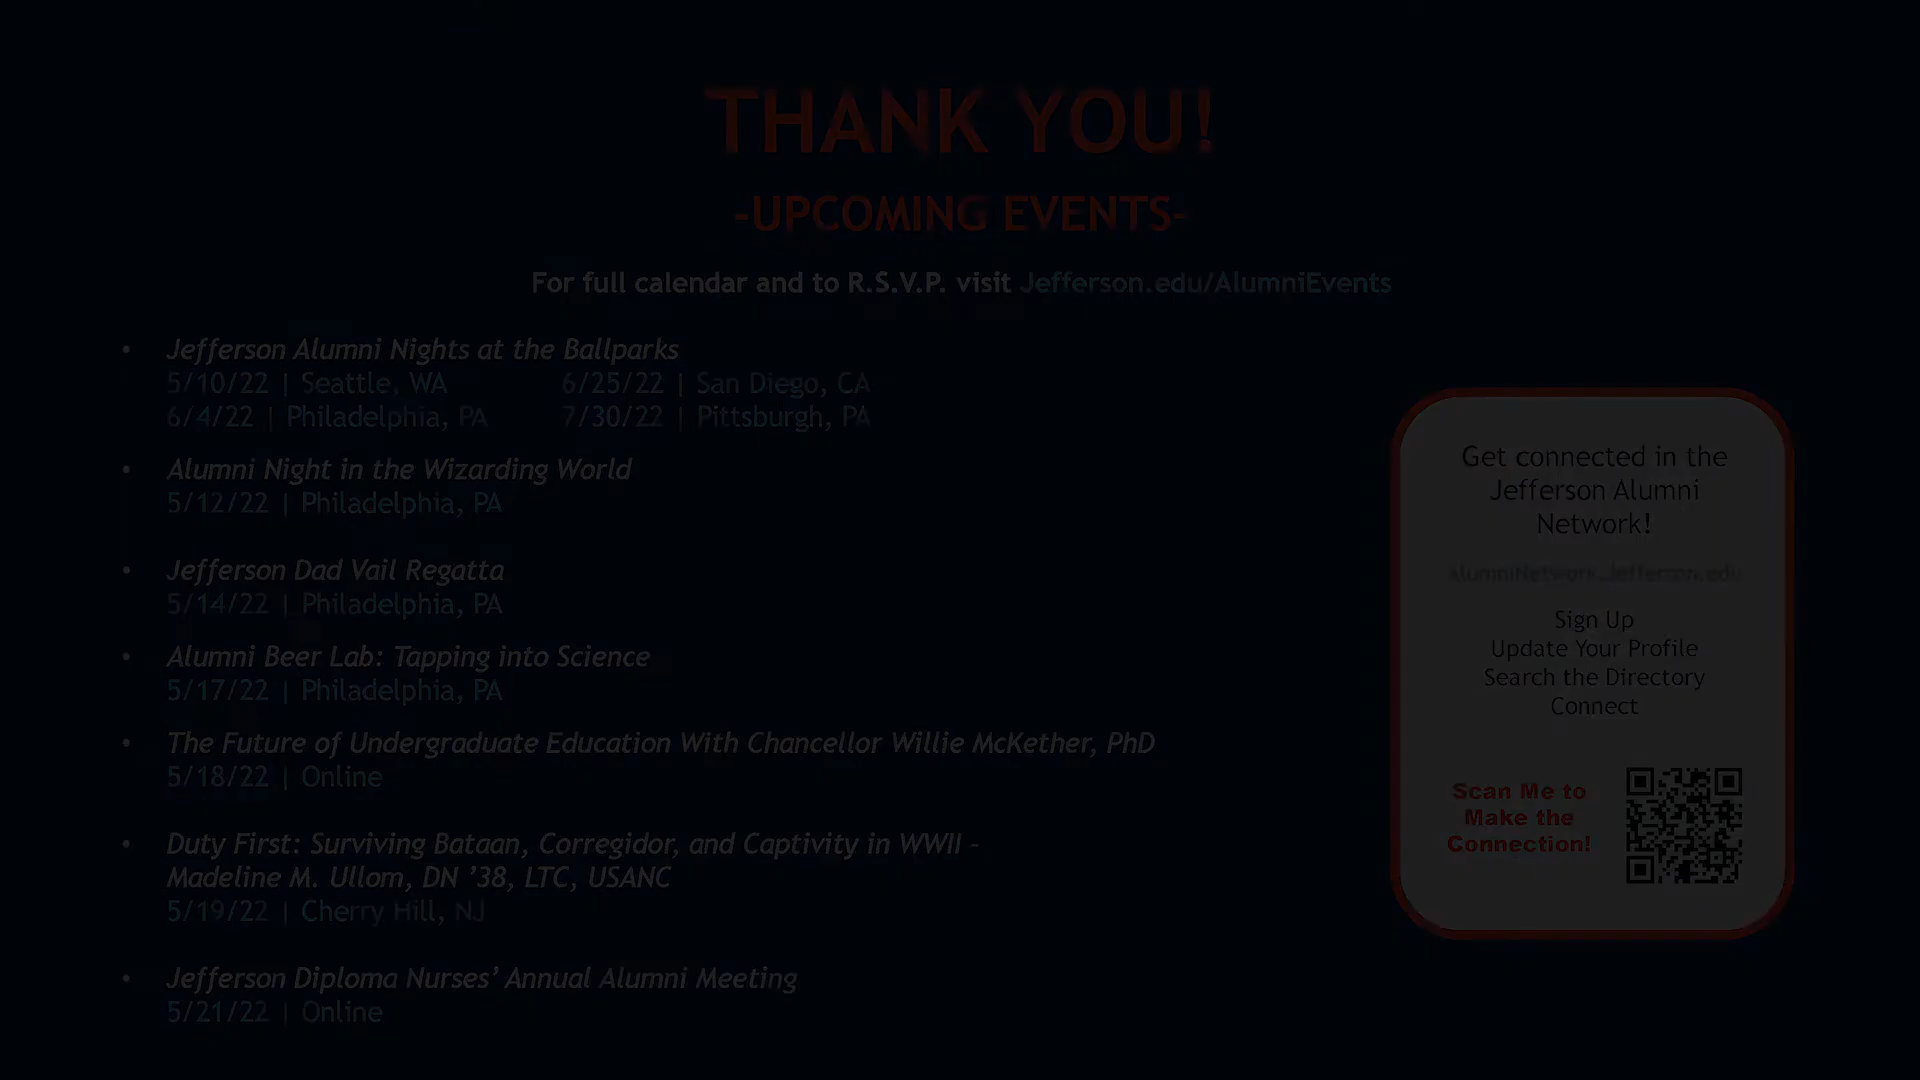 THANK YOU!
-UPCOMING EVENTS-
For full calendar and to R.S.V.P. visit Jefferson.edu/AlumniEvents
• Jefferson Alumni Nights at the Ballparks
5/10/22 | Seattle, WA 6/25/22 | San Diego, CA
6/4/22 | Philadelphia, PA 7/30/22 | Pittsburgh, PA
• Alumni Night in the Wizarding World
5/12/22 | Philadelphia, PA
• Jefferson Dad Vail Regatta
5/14/22 | Philadelphia, PA
• Alumni Beer Lab: Tapping into Science
5/17/22 | Philadelphia, PA
• The Future of Undergraduate Education With Chancellor Willie McKether, PhD
5/18/22 | Online
• Duty First: Surviving Bataan, Corregidor, and Captivity in WWII –
Madeline M. Ullom, DN ’38, LTC, USANC
5/19/22 | Cherry Hill, NJ
• Jefferson Diploma Nurses’ Annual Alumni Meeting
5/21/22 | Online
Get connected in the
Jefferson Alumni
Network!
AlumniNetwork.Jefferson.edu
Sign Up
Update Your Profile
Search the Directory
Connect
Scan Me to
Make the
Connection!